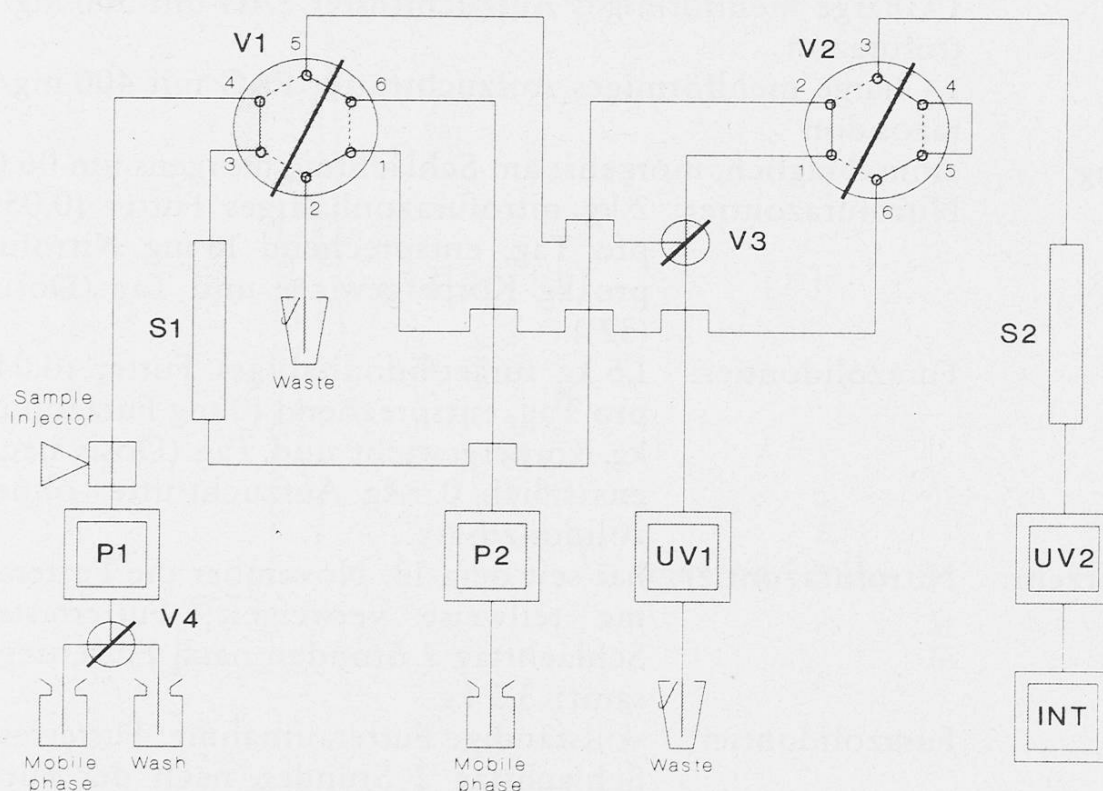 V1
5
4
6
3
1
2
V2
3
2
4
1
5
6
V3
S1
S2
Waste
Sample
Injector
P1
P2
UV1
UV2
V4
INT
Mobile
phase
Wash
Mobile
phase
Waste